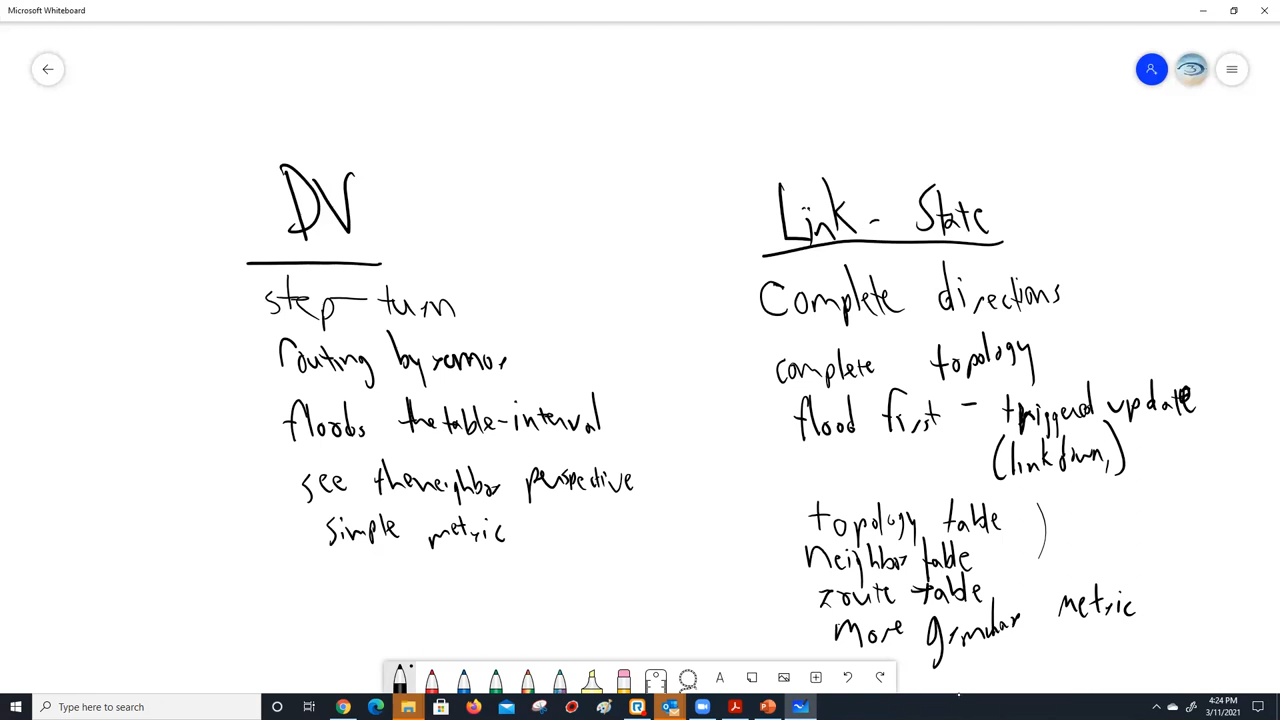 Microsoft Whiteboard
DV
step turn
routing by rumor
floods the table-interval
see the neighbor perspective
simple metric
Link - State
Complete directions
complete topology
flood first - triggered update
(link down,)
topology table
neighbor table
route table
more granular metric
Type here to search
4:24 PM
3/11/2021